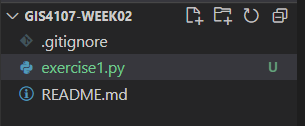 GIS4107-WEEK02
.gitignore
exercise1.py U
README.md